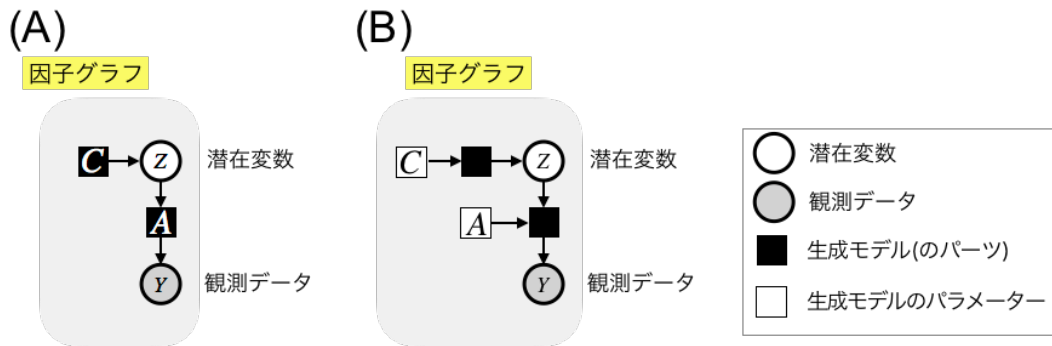 (A)
因子グラフ
C
Z
潜在変数
A
Y
観測データ
(B)
因子グラフ
C
Z
潜在変数
A
Y
観測データ
潜在変数
観測データ
生成モデル(のパーツ)
生成モデルのパラメーター